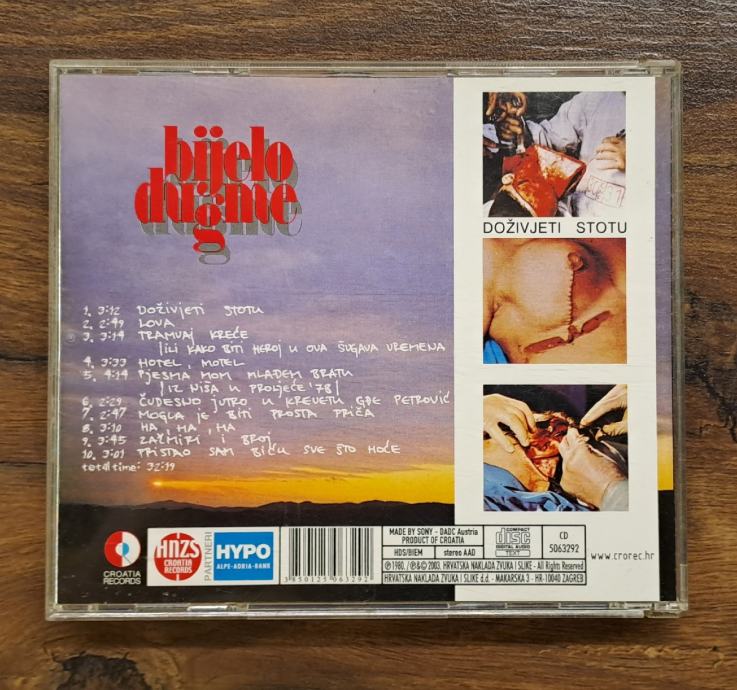 bijelo
dugme
DOŽIVJETI STOTU
1. 3:12 DOŽIVJETI STOTU
2. 2:49 LOVA
3. 3:14 TRAMVAJ KREĆE
/ILI KAKO BITI HEROJ U OVA ŠUGAVA VREMENA
4. 3:33 HOTEL, MOTEL
5. 4:14 PJESMA MOM MLAĐEM BRATU
/IZ NIŠA U PROLJEĆE '78/
6. 2:29 ČUDESNO JUTRO U KREVETU GĐE PETROVIĆ
7. 2:47 MOGLA JE BITI PROSTA PRIČA
8. 3:10 HA, HA, HA
9. 3:45 ZAŽMIRI I BROJ
10. 3:01 PRISTAO SAM BIĆU SVE ŠTO HOĆE
total time: 32:19
CROATIA
RECORDS
HNZS
CROATIA
RECORDS
PARTNERI
HYPO
ALPE-ADRIA-BANK
3 850125 063292
MADE BY SONY - DADC Austria
PRODUCT OF CROATIA
HDS/BIEM
stereo AAD
COMPACT
disc
DIGITAL AUDIO
TEXT
CD
5063292
℗1980. / ℗&© 2003. HRVATSKA NAKLADA ZVUKA I SLIKE - All Rights Reserved
HRVATSKA NAKLADA ZVUKA I SLIKE d.d. - MAKARSKA 3 - HR-10040 ZAGREB
www.crorec.hr